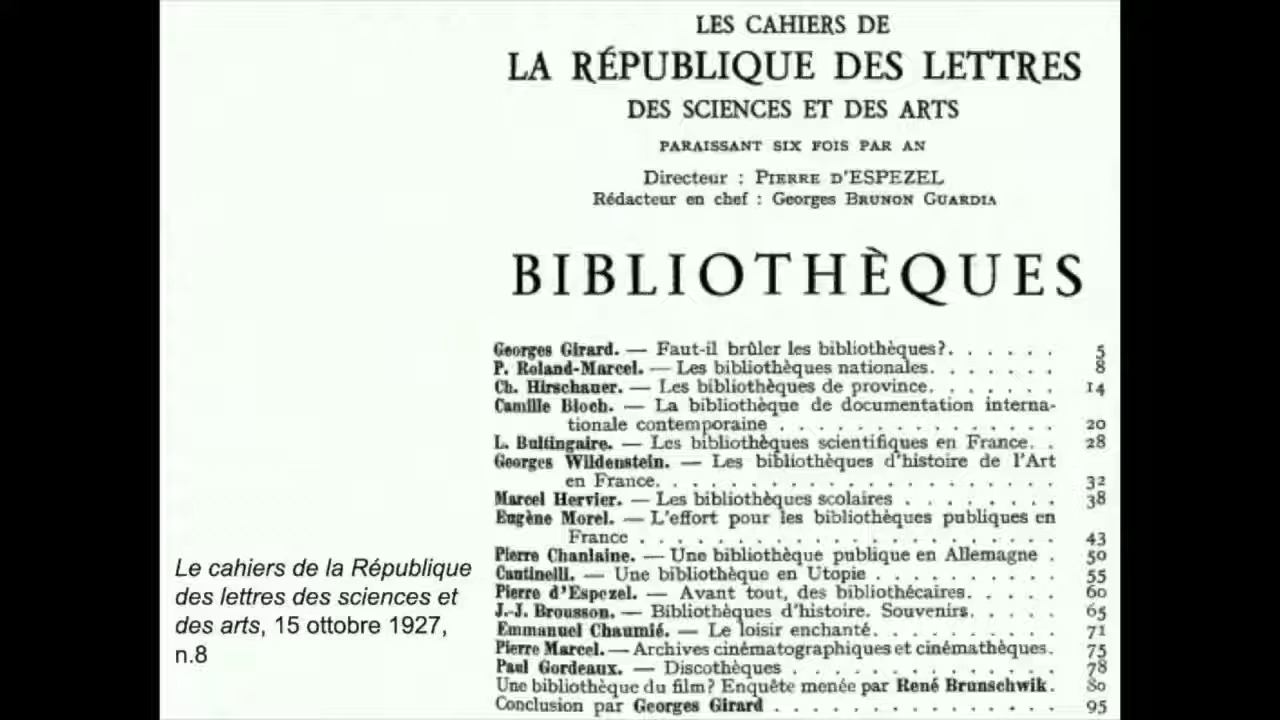 LES CAHIERS DE
LA RÉPUBLIQUE DES LETTRES
DES SCIENCES ET DES ARTS
PARAISSANT SIX FOIS PAR AN
Directeur : PIERRE D'ESPEZEL
Rédacteur en chef : Georges BRUNON GUARDIA
BIBLIOTHÈQUES
Georges Girard. — Faut-il brûler les bibliothèques?. . . . . . 5
P. Roland-Marcel. — Les bibliothèques nationales. . . . . . . 8
Ch. Hirschauer. — Les bibliothèques de province. . . . . . . 14
Camille Bloch. — La bibliothèque de documentation interna-
tionale contemporaine . . . . . . . . . . . . . . . 20
L. Bultingaire. — Les bibliothèques scientifiques en France. . 28
Georges Wildenstein. — Les bibliothèques d'histoire de l'Art
en France. . . . . . . . . . . . . . . . . . . . . 32
Marcel Hervier. — Les bibliothèques scolaires . . . . . . . . 38
Eugène Morel. — L'effort pour les bibliothèques publiques en
France . . . . . . . . . . . . . . . . . . . . . . 43
Pierre Chanlaine. — Une bibliothèque publique en Allemagne . 50
Cantinelli. — Une bibliothèque en Utopie . . . . . . . . . . 55
Pierre d'Espezel. — Avant tout, des bibliothécaires. . . . . 60
J.-J. Brousson. — Bibliothèques d'histoire. Souvenirs. . . . . 65
Emmanuel Chaumié. — Le loisir enchanté. . . . . . . . . . 71
Pierre Marcel. — Archives cinématographiques et cinémathèques. 75
Paul Gordeaux. — Discothèques . . . . . . . . . . . . . . 78
Une bibliothèque du film? Enquête menée par René Brunschwik. 80
Conclusion par Georges Girard . . . . . . . . . . . . . . . 95
Le cahiers de la République
des lettres des sciences et
des arts, 15 ottobre 1927,
n.8